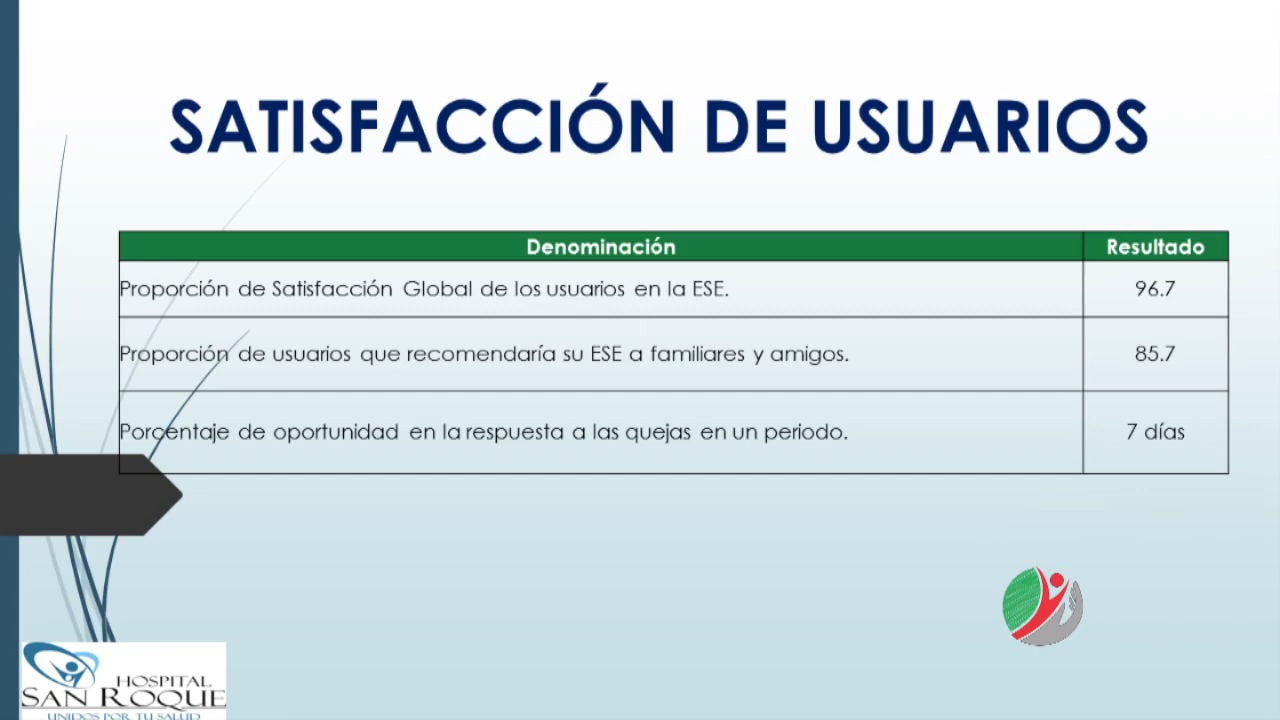 SATISFACCIÓN DE USUARIOS
Denominación Resultado
Proporción de Satisfacción Global de los usuarios en la ESE. 96.7
Proporción de usuarios que recomendaría su ESE a familiares y amigos. 85.7
Porcentaje de oportunidad en la respuesta a las quejas en un periodo. 7 días
HOSPITAL
SAN ROQUE
UNIDOS POR TU SALUD